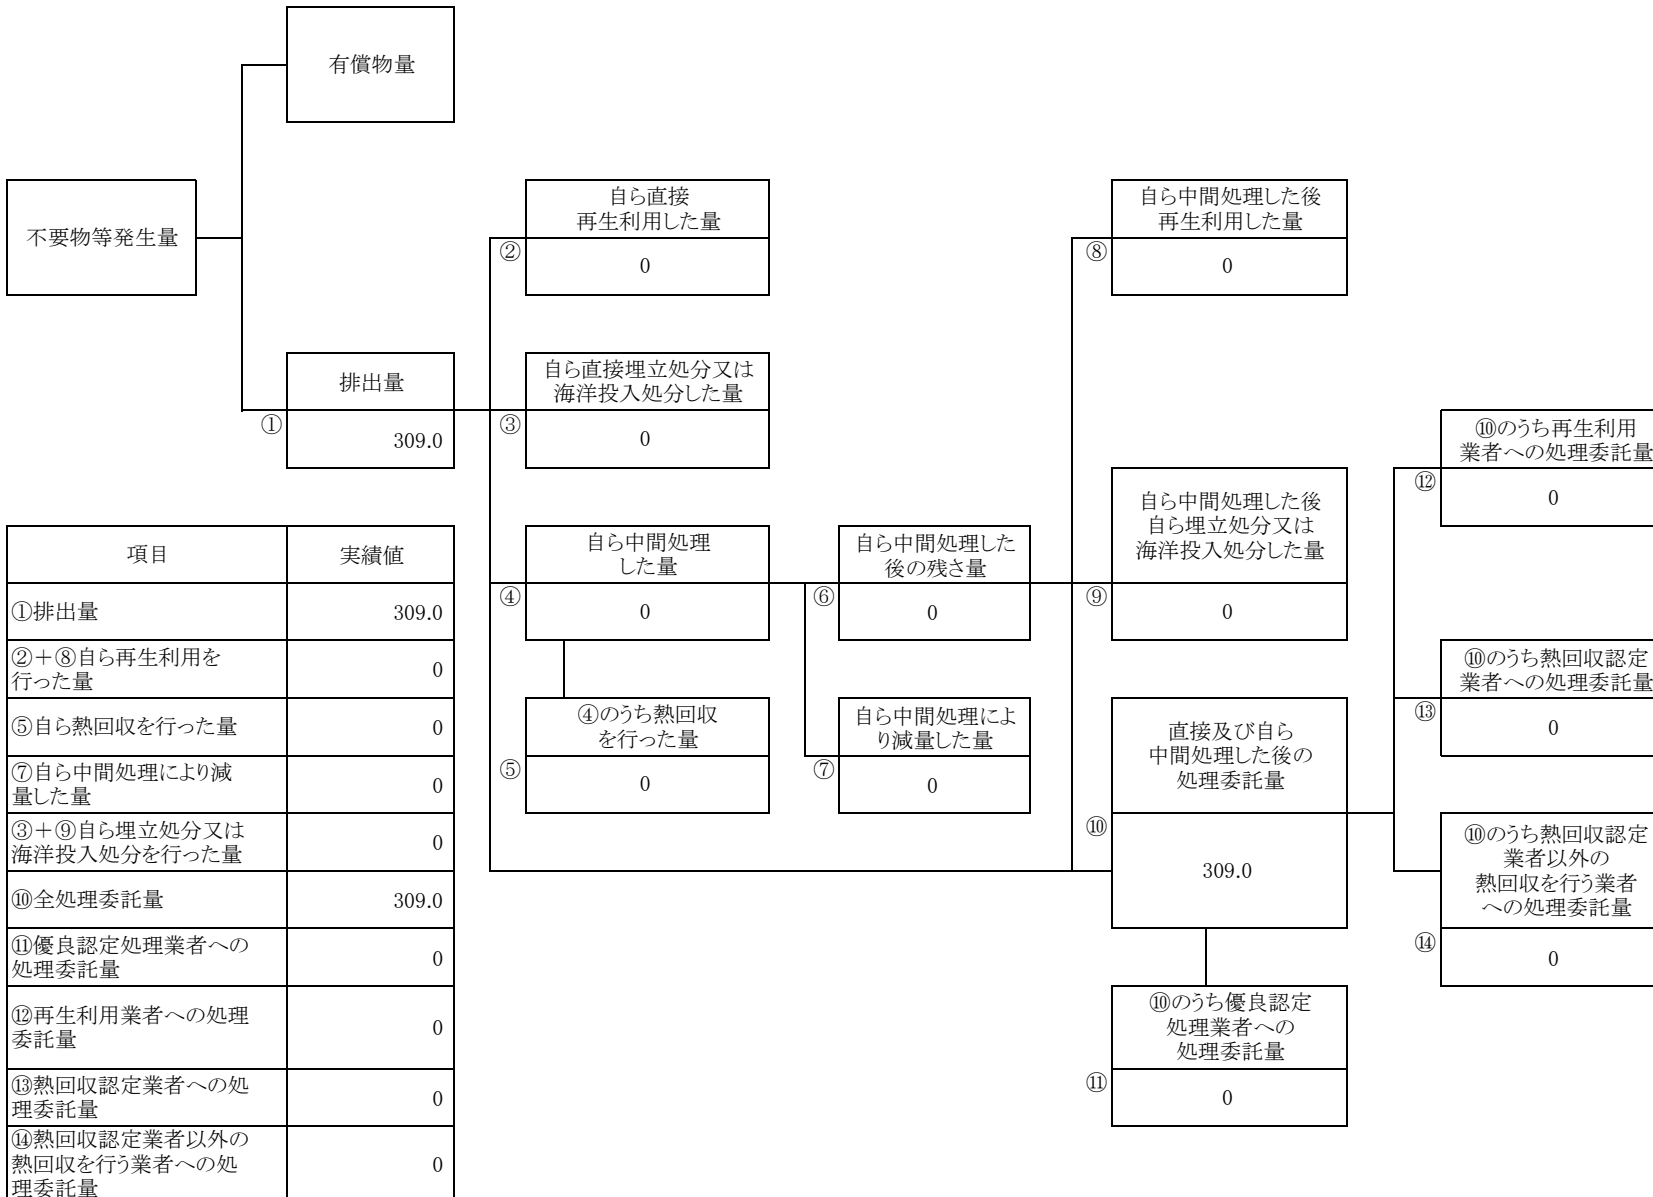 有償物量
不要物等発生量
自ら直接
再生利用した量
②
0
自ら中間処理した後
再生利用した量
⑧
0
排出量
①
309.0
自ら直接埋立処分又は
海洋投入処分した量
③
0
⑩のうち再生利用
業者への処理委託量
⑫
0
自ら中間処理
した量
④
0
自ら中間処理した
後の残さ量
⑥
0
自ら中間処理した後
自ら埋立処分又は
海洋投入処分した量
⑨
0
④のうち熱回収
を行った量
⑤
0
自ら中間処理によ
り減量した量
⑦
0
直接及び自ら
中間処理した後の
処理委託量
⑩
309.0
⑩のうち熱回収認定
業者への処理委託量
⑬
0
⑩のうち熱回収認定
業者以外の
熱回収を行う業者
への処理委託量
⑭
0
⑩のうち優良認定
処理業者への
処理委託量
⑪
0
項目 実績値
①排出量 309.0
②+⑧自ら再生利用を
行った量 0
⑤自ら熱回収を行った量 0
⑦自ら中間処理により減
量した量 0
③+⑨自ら埋立処分又は
海洋投入処分を行った量 0
⑩全処理委託量 309.0
⑪優良認定処理業者への
処理委託量 0
⑫再生利用業者への処理
委託量 0
⑬熱回収認定業者への処
理委託量 0
⑭熱回収認定業者以外の
熱回収を行う業者への処
理委託量 0